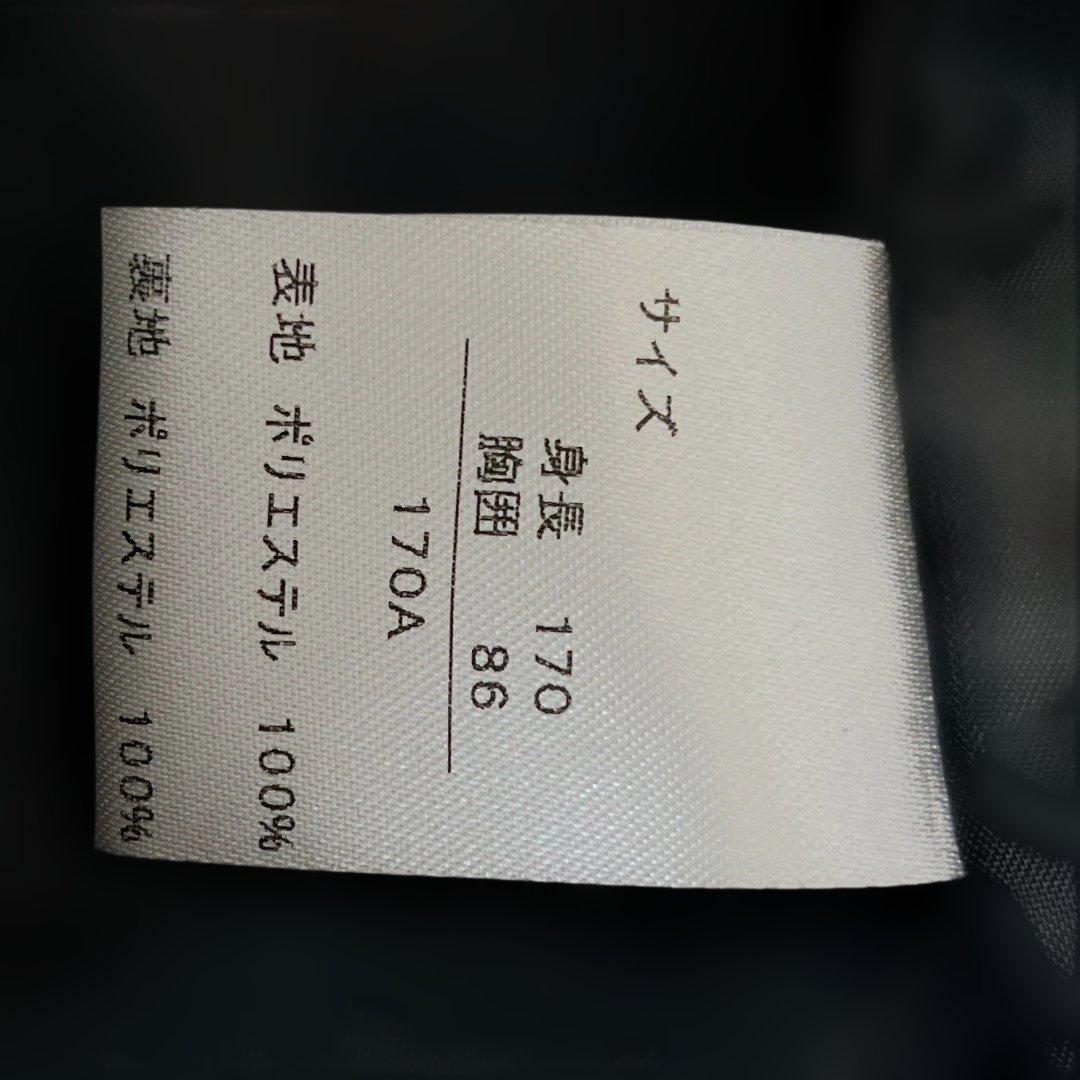 サイズ
身長 170
胸囲 86
170A
表地 ポリエステル 100%
裏地 ポリエステル 100%